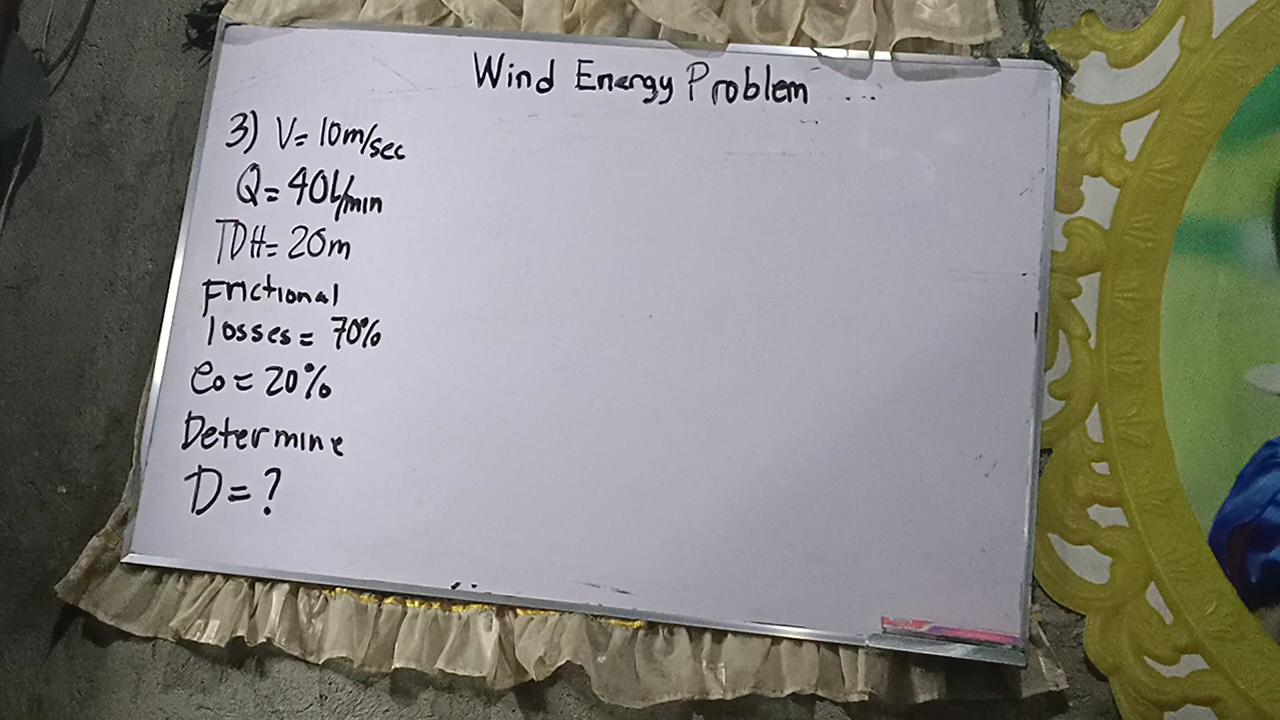 Wind Energy Problem ...
3) V= 10m/sec
Q= 40L/min
TDH= 20m
Frictional
losses= 70%
eo= 20%
Determine
D=?